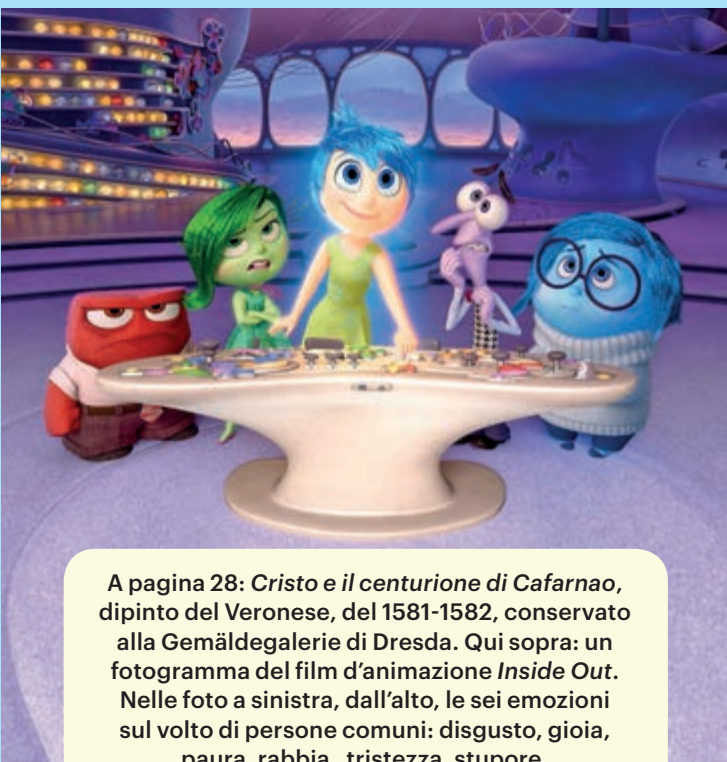 A pagina 28: Cristo e il centurione di Cafarnao,
dipinto del Veronese, del 1581-1582, conservato
alla Gemäldegalerie di Dresda. Qui sopra: un
fotogramma del film d'animazione Inside Out.
Nelle foto a sinistra, dall'alto, le sei emozioni
sul volto di persone comuni: disgusto, gioia,
paura, rabbia, tristezza, stupore